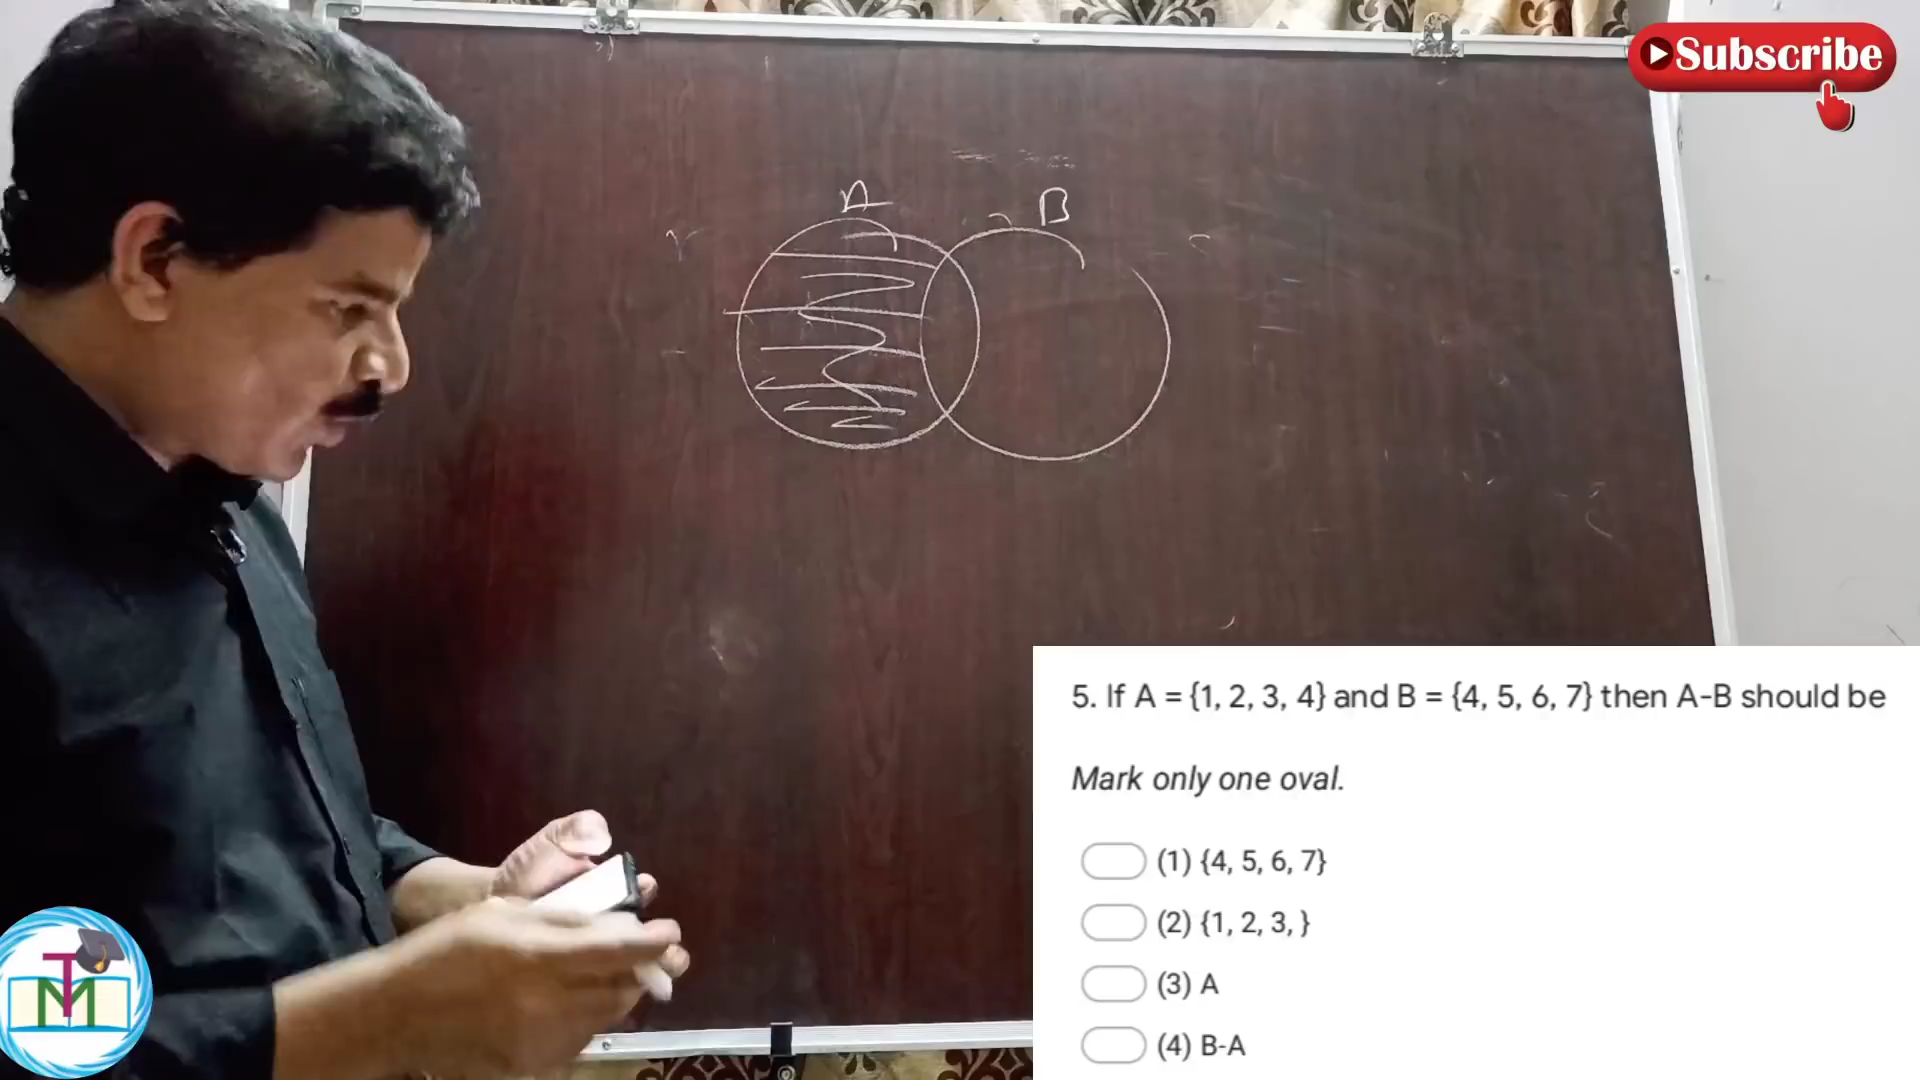 Subscribe
A
B
5. If A = {1, 2, 3, 4} and B = {4, 5, 6, 7} then A-B should be
Mark only one oval.
(1) {4, 5, 6, 7}
(2) {1, 2, 3, }
(3) A
(4) B-A
TM